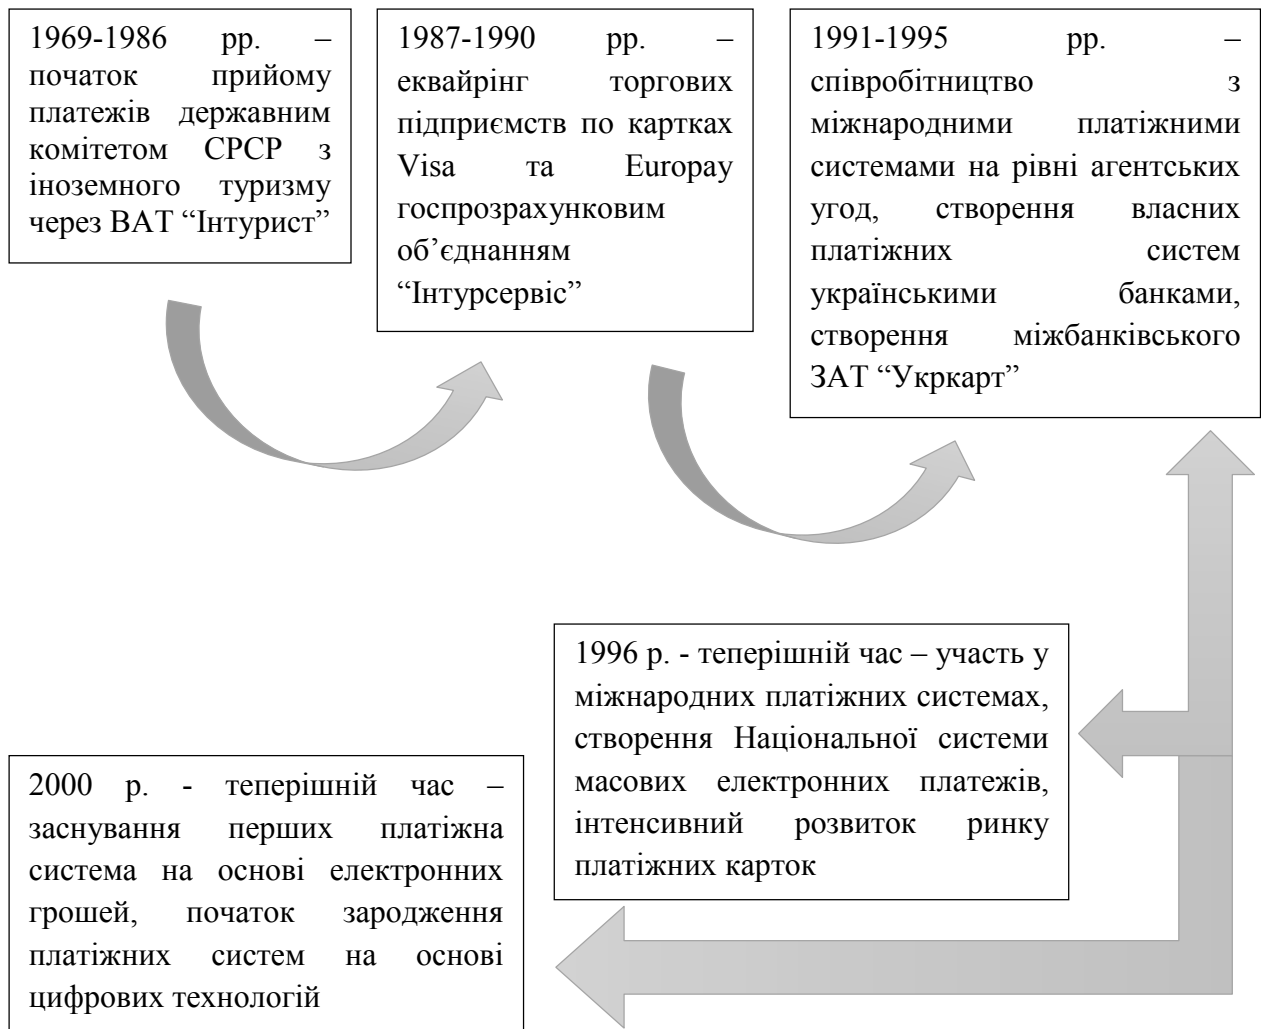 1969-1986 рр. –
початок прийому
платежів державним
комітетом СРСР з
іноземного туризму
через ВАТ “Інтурист”
1987-1990 рр. –
еквайрінг торгових
підприємств по картках
Visa та Europay
госпрозрахунковим
об’єднанням
“Інтурсервіс”
1991-1995 рр. –
співробітництво з
міжнародними платіжними
системами на рівні агентських
угод, створення власних
платіжних систем
українськими банками,
створення міжбанківського
ЗАТ “Укркарт”
1996 р. - теперішній час – участь у
міжнародних платіжних системах,
створення Національної системи
масових електронних платежів,
інтенсивний розвиток ринку
платіжних карток
2000 р. - теперішній час –
заснування перших платіжна
система на основі електронних
грошей, початок зародження
платіжних систем на основі
цифрових технологій